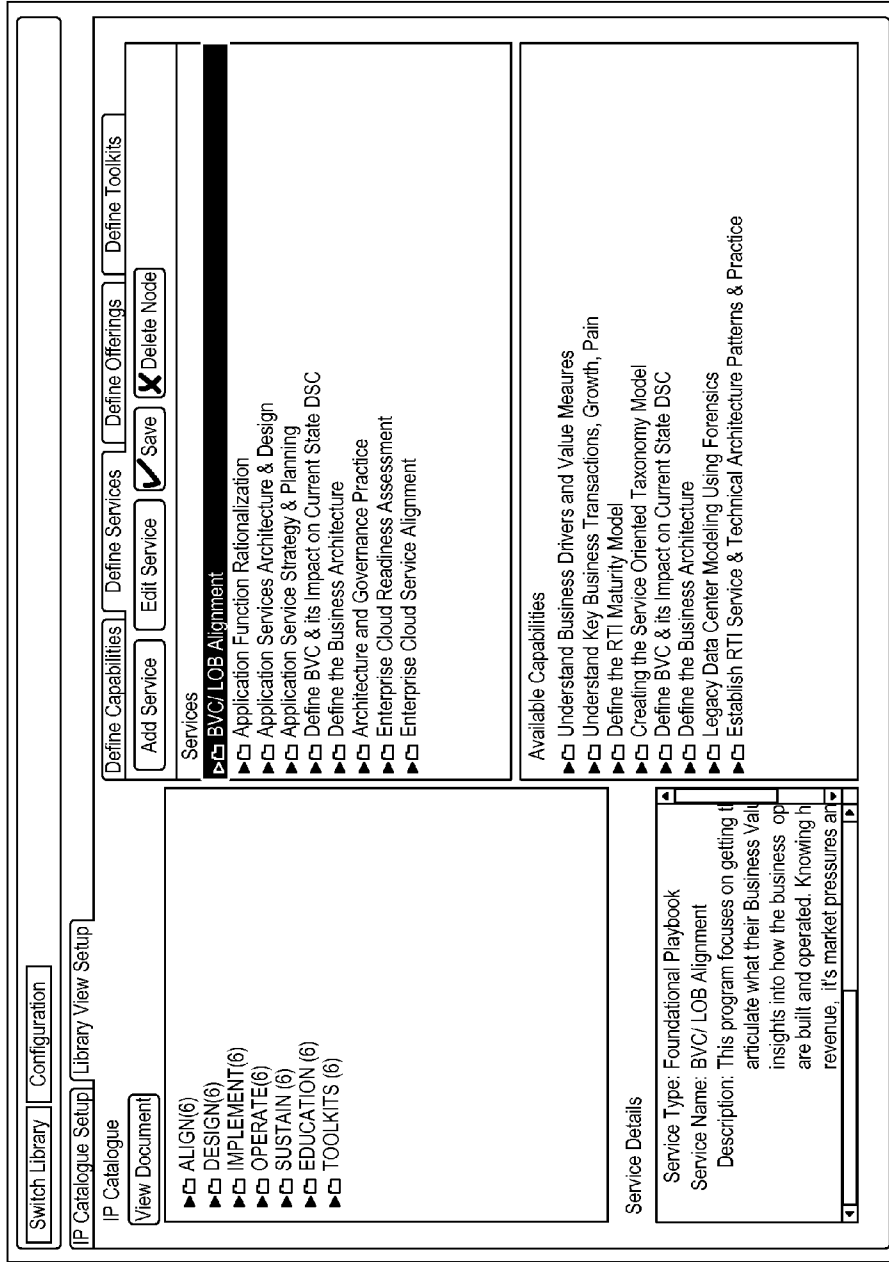 Switch Library
Configuration
IP Catalogue Setup
Library View Setup
IP Catalogue
View Document
ALIGN(6)
DESIGN(6)
IMPLEMENT(6)
OPERATE(6)
SUSTAIN (6)
EDUCATION (6)
TOOLKITS (6)
Service Details
Service Type: Foundational Playbook
Service Name: BVC/ LOB Alignment
Description: This program focuses on getting
articulate what their Business
insights into how the business
are built and operated. Knowing
revenue, it's market pressures
Define Capabilities
Define Services
Define Offerings
Define Toolkits
Add Service
Edit Service
Save
Delete Node
Services
BVC/ LOB Alignment
Application Function Rationalization
Application Services Architecture & Design
Application Service Strategy & Planning
Define BVC & its Impact on Current State DSC
Define the Business Architecture
Architecture and Governance Practice
Enterprise Cloud Readiness Assessment
Enterprise Cloud Service Alignment
Available Capabilities
Understand Business Drivers and Value Meaures
Understand Key Business Transactions, Growth, Pain
Define the RTI Maturity Model
Creating the Service Oriented Taxonomy Model
Define BVC & its Impact on Current State DSC
Define the Business Architecture
Legacy Data Center Modeling Using Forensics
Establish RTI Service & Technical Architecture Patterns & Practice